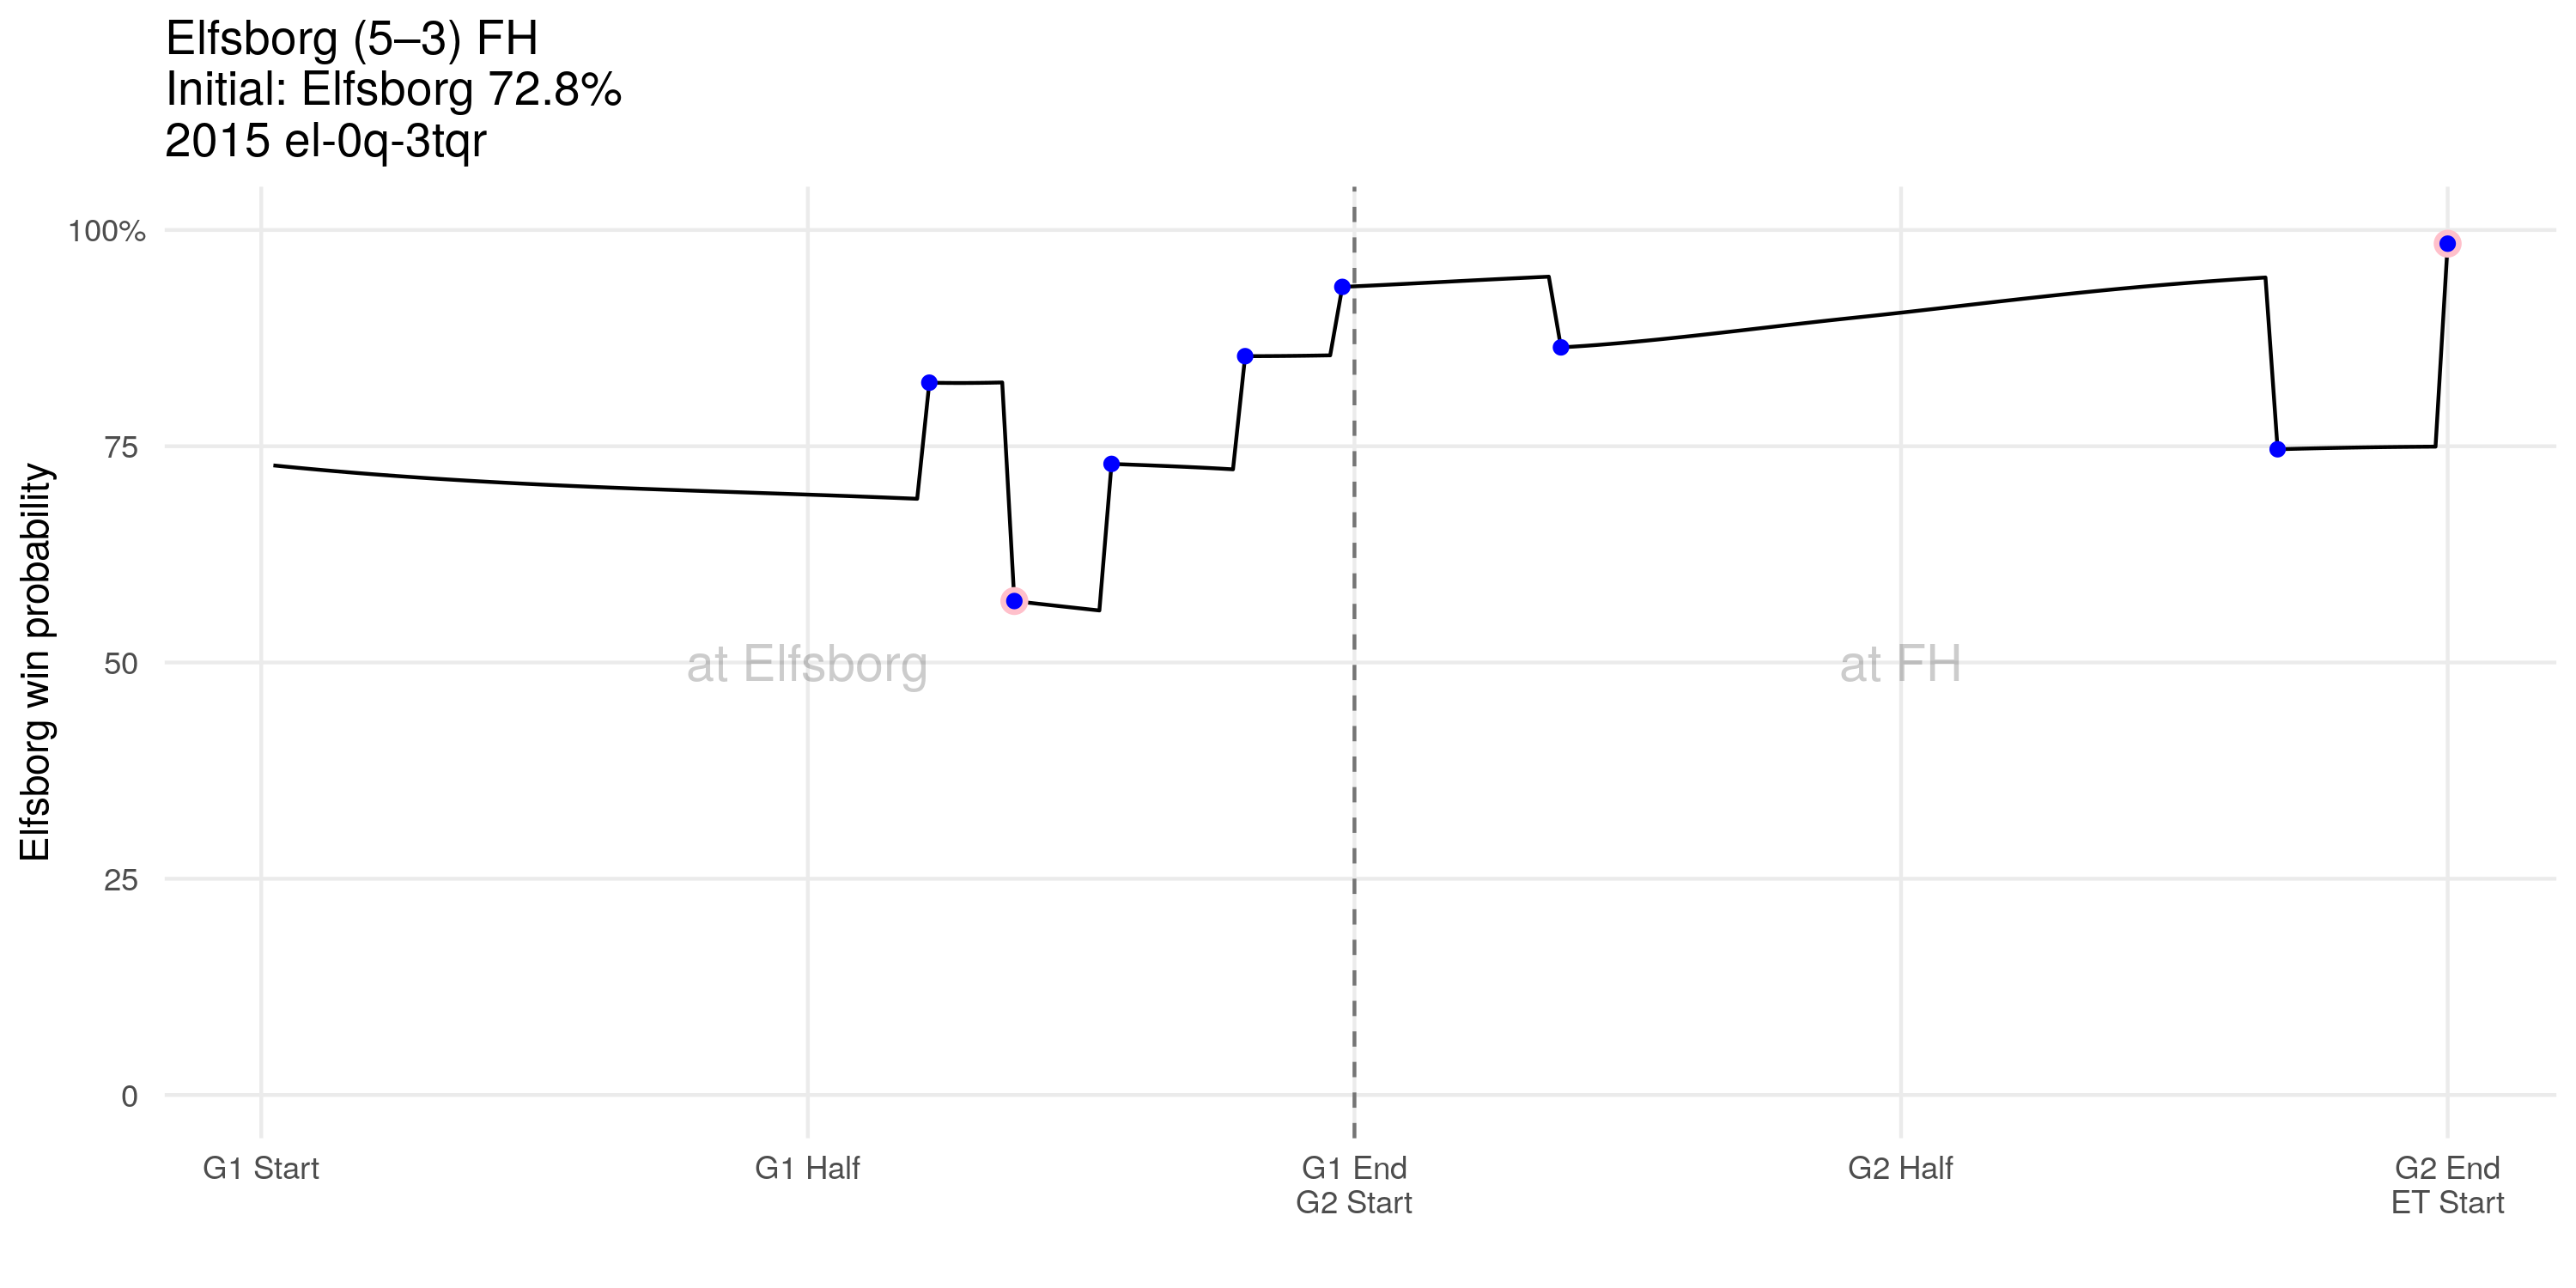 Elfsborg (5–3) FH
Initial: Elfsborg 72.8%
2015 el-0q-3tqr
Elfsborg win probability
100%
75
50
25
0
at Elfsborg
at FH
G1 Start
G1 Half
G1 End
G2 Start
G2 Half
G2 End
ET Start